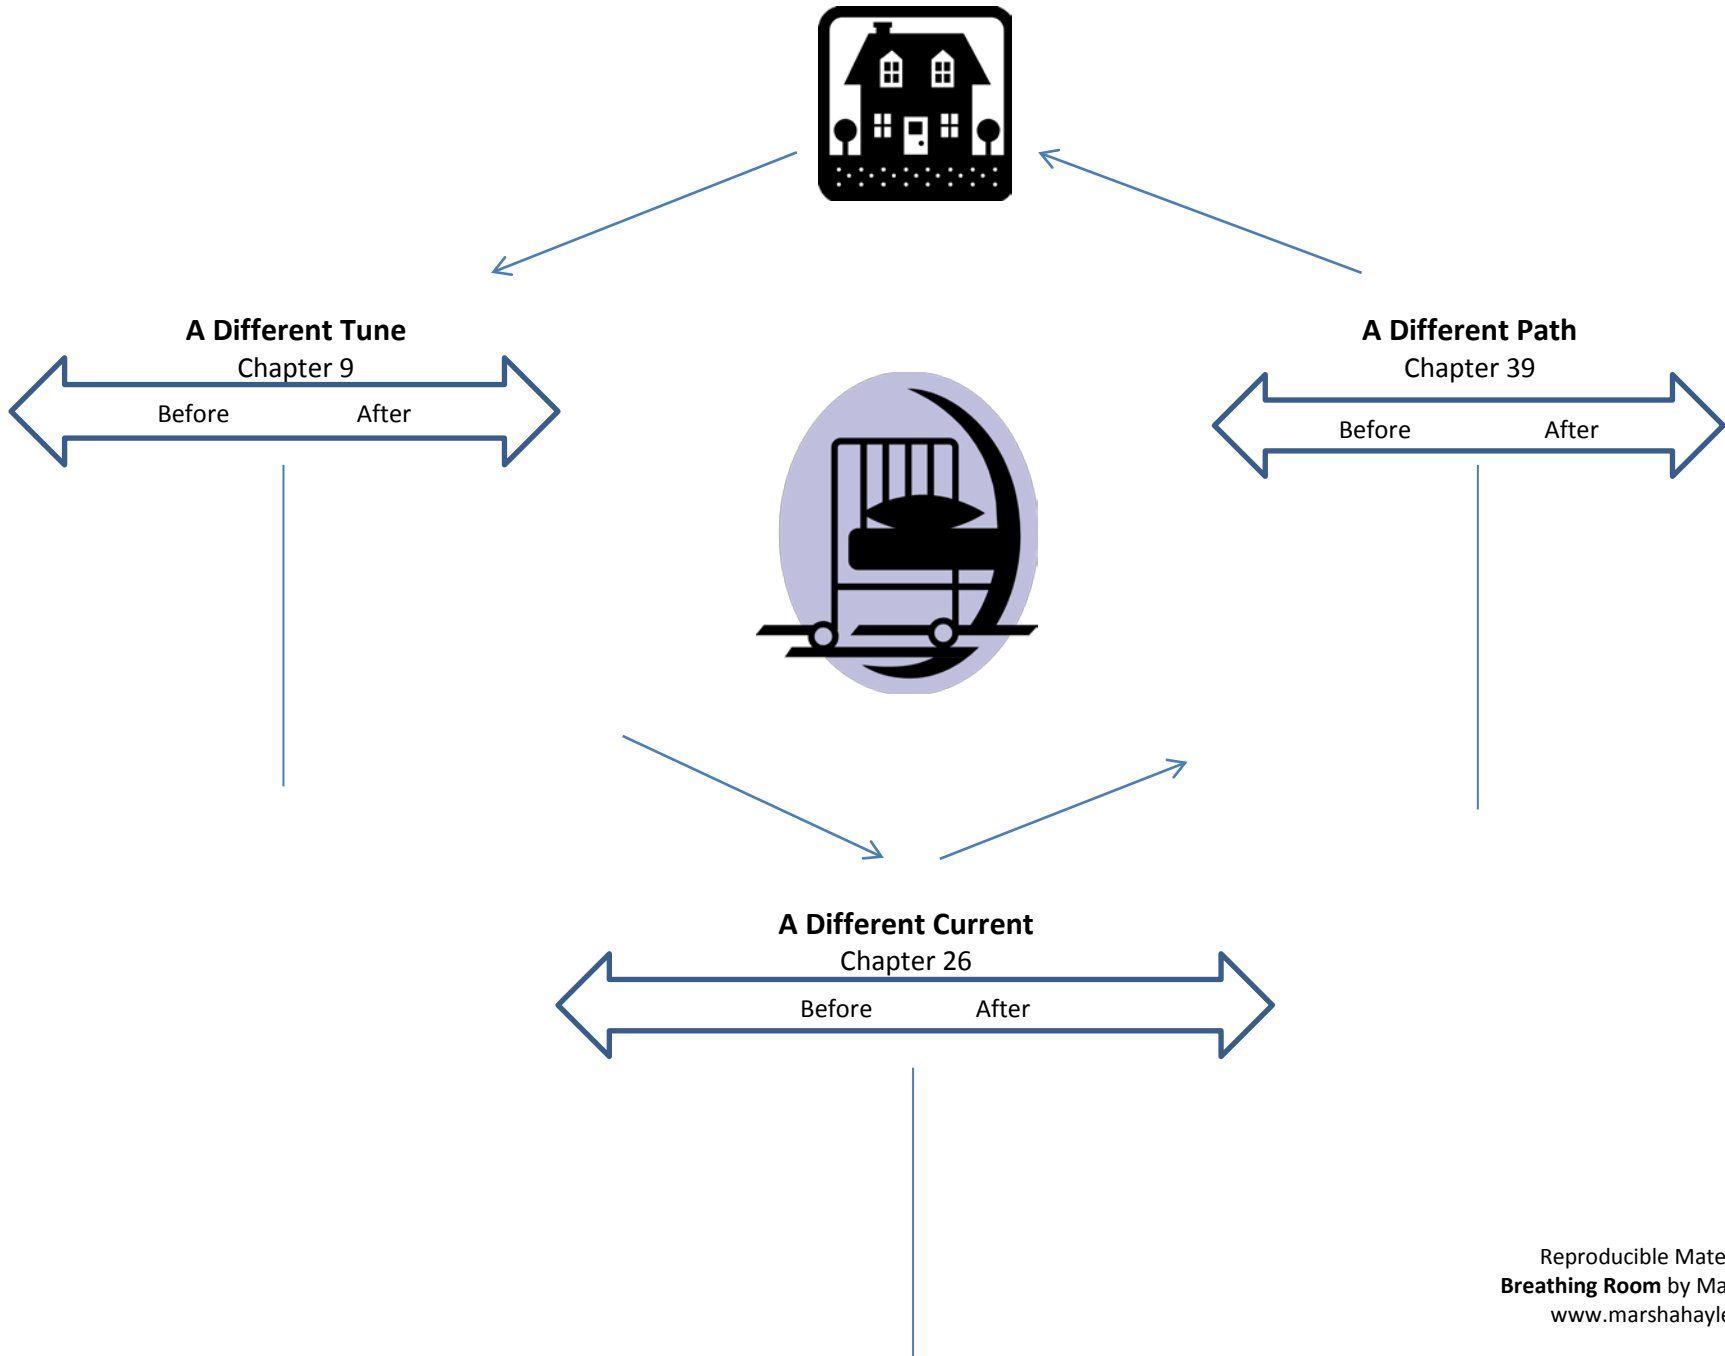 A Different Tune
Chapter 9
Before After
A Different Path
Chapter 39
Before After
A Different Current
Chapter 26
Before After
Reproducible Mate
Breathing Room by Ma
www.marshahayle